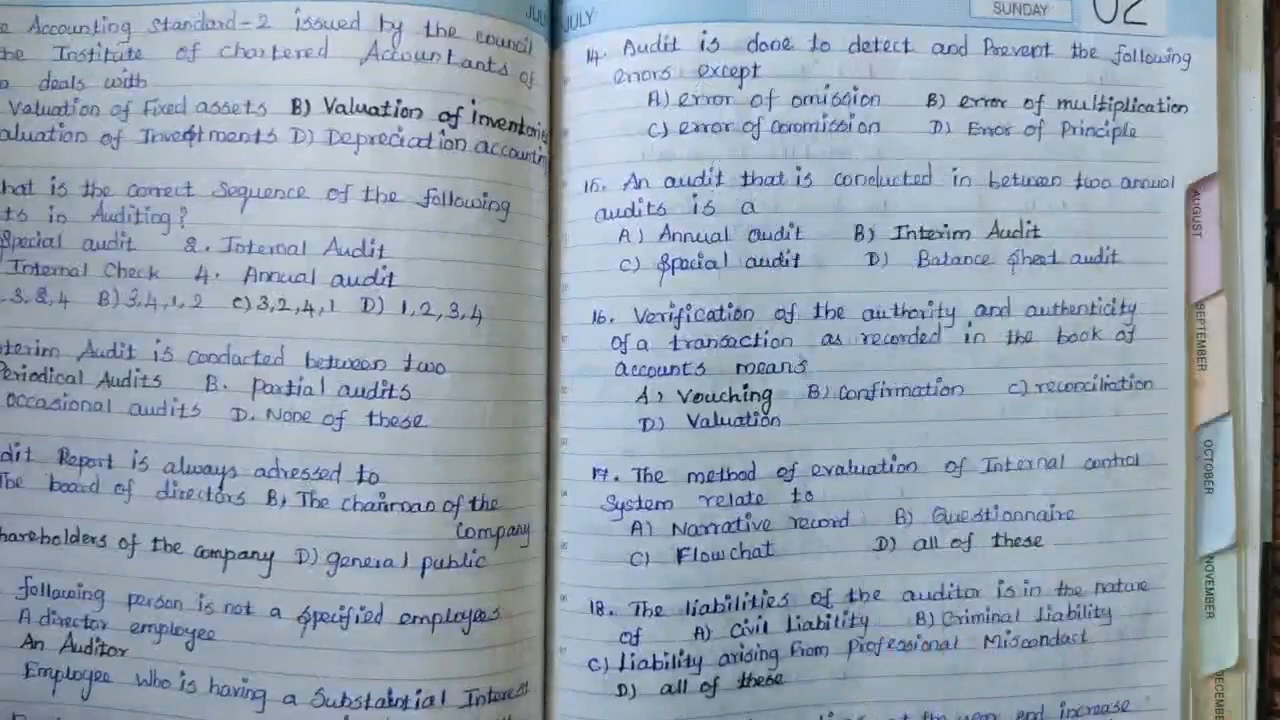 JULY
Accounting Standard-2 issued by the council
the Institute of Chartered Accountants of
deals with
Valuation of Fixed assets B) Valuation of inventories
aluation of Investments D) Depreciation accounting
hat is the correct Sequence of the following
ts in Auditing?
Special audit 2. Internal Audit
Internal Check 4. Annual audit
3, 2, 4 B) 3, 4, 1, 2 C) 3, 2, 4, 1 D) 1, 2, 3, 4
terim Audit is conducted between two
Periodical Audits B. partial audits
occasional audits D. None of these
dit Report is always adressed to
The board of directors B) The chairman of the
company
hareholders of the company D) general public
following person is not a specified employees
A director employee
An Auditor
Employee who is having a Substantial Interest
JULY SUNDAY 02
14. Audit is done to detect and Prevent the following
errors except
A) error of omission B) error of multiplication
C) error of commission D) Error of Principle
15. An audit that is conducted in between two annual
audits is a
A) Annual audit B) Interim Audit
C) Special audit D) Balance Sheet audit
16. Verification of the authority and authenticity
of a transaction as recorded in the book of
accounts means
A) Vouching B) confirmation C) reconciliation
D) Valuation
17. The method of evaluation of Internal control
System relate to
A) Narrative record B) Questionnaire
C) Flowchat D) all of these
18. The liabilities of the auditor is in the nature
of A) Civil Liability B) Criminal Liability
C) Liability arising from Professional Misconduct
D) all of these
and increase
AUGUST
SEPTEMBER
OCTOBER
NOVEMBER
DECEMBER